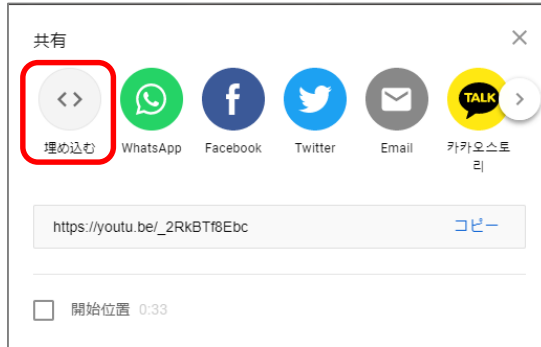 共有
埋め込む WhatsApp Facebook Twitter Email 카카오스토
리
TALK
https://youtu.be/_2RkBTf8Ebc コピー
開始位置 0:33